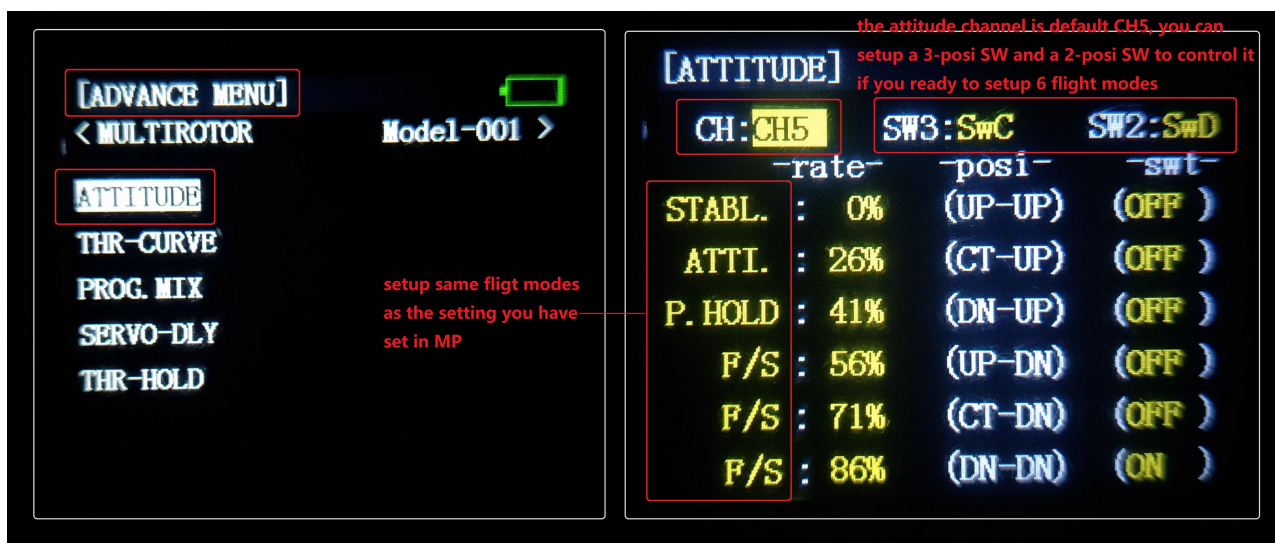 [ADVANCE MENU]
< MULTIROTOR Model-001 >
ATTITUDE
THR-CURVE
PROG. MIX
SERVO-DLY
THR-HOLD
setup same fligt modes
as the setting you have
set in MP
the attitude channel is default CH5, you can
setup a 3-posi SW and a 2-posi SW to control it
if you ready to setup 6 flight modes
[ATTITUDE]
CH:CH5 SW3:SwC SW2:SwD
-rate- -posi- -swt-
STABL. : 0% (UP-UP) (OFF )
ATTI. : 26% (CT-UP) (OFF )
P. HOLD : 41% (DN-UP) (OFF )
F/S : 56% (UP-DN) (OFF )
F/S : 71% (CT-DN) (OFF )
F/S : 86% (DN-DN) (ON )